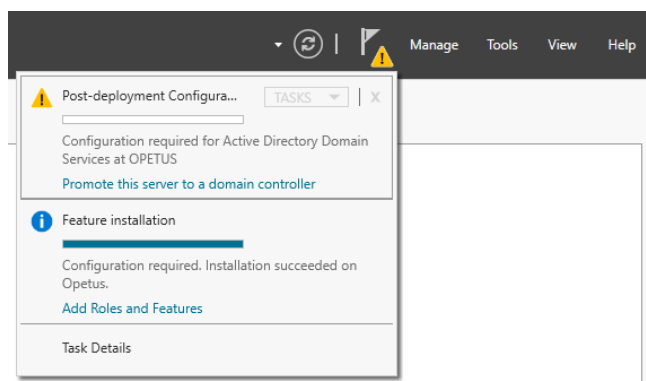 Manage Tools View Help
Post-deployment Configura... TASKS X
Configuration required for Active Directory Domain
Services at OPETUS
Promote this server to a domain controller
Feature installation
Configuration required. Installation succeeded on
Opetus.
Add Roles and Features
Task Details